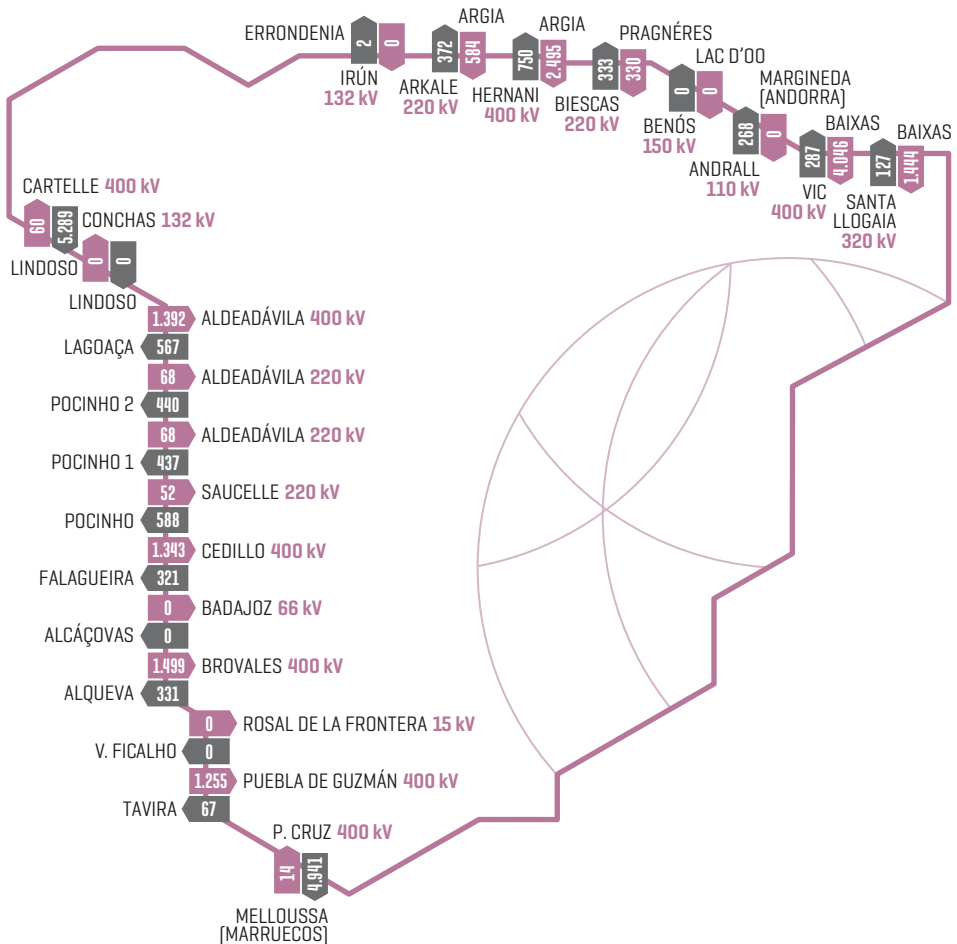 ERRONDENIA
2
0
IRÚN
132 kV
ARGIA
372
584
ARKALE
220 kV
ARGIA
750
2.495
HERNANI
400 kV
PRAGNÉRES
333
330
BIESCAS
220 kV
LAC D'OO
0
0
BENÓS
150 kV
MARGINEDA
(ANDORRA)
268
0
ANDRALL
110 kV
BAIXAS
287
4.046
VIC
400 kV
BAIXAS
127
1.444
SANTA
LLOGAIA
320 kV
CARTELLE 400 kV
60
5.289
LINDOSO
CONCHAS 132 kV
0
0
LINDOSO
1.392 ALDEADÁVILA 400 kV
LAGOAÇA 567
68 ALDEADÁVILA 220 kV
POCINHO 2 440
68 ALDEADÁVILA 220 kV
POCINHO 1 437
52 SAUCELLE 220 kV
POCINHO 588
1.343 CEDILLO 400 kV
FALAGUEIRA 321
0 BADAJOZ 66 kV
ALCÁÇOVAS 0
1.499 BROVALES 400 kV
ALQUEVA 331
0 ROSAL DE LA FRONTERA 15 kV
V. FICALHO 0
1.255 PUEBLA DE GUZMÁN 400 kV
TAVIRA 67
P. CRUZ 400 kV
14
4.941
MELLOUSSA
(MARRUECOS)